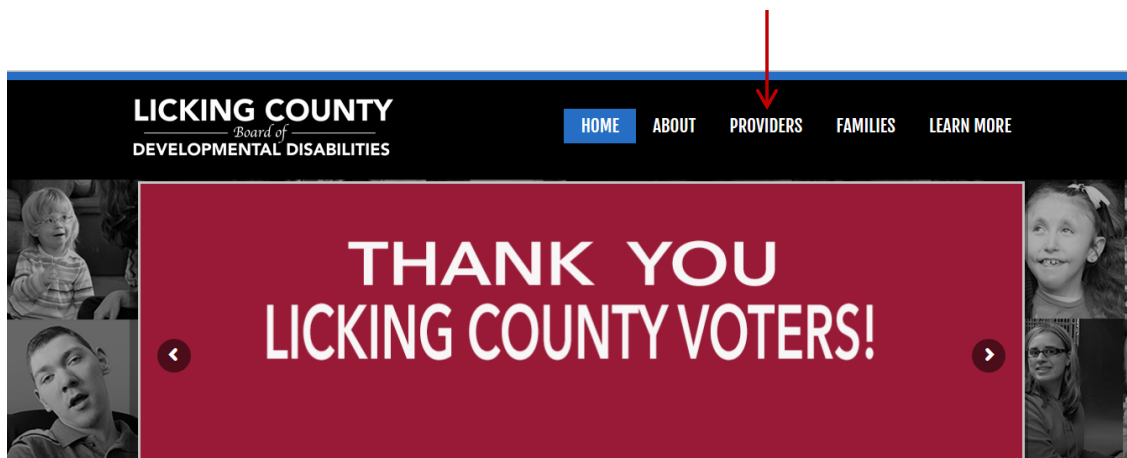 LICKING COUNTY
Board of
DEVELOPMENTAL DISABILITIES
HOME ABOUT PROVIDERS FAMILIES LEARN MORE
THANK YOU
LICKING COUNTY VOTERS!